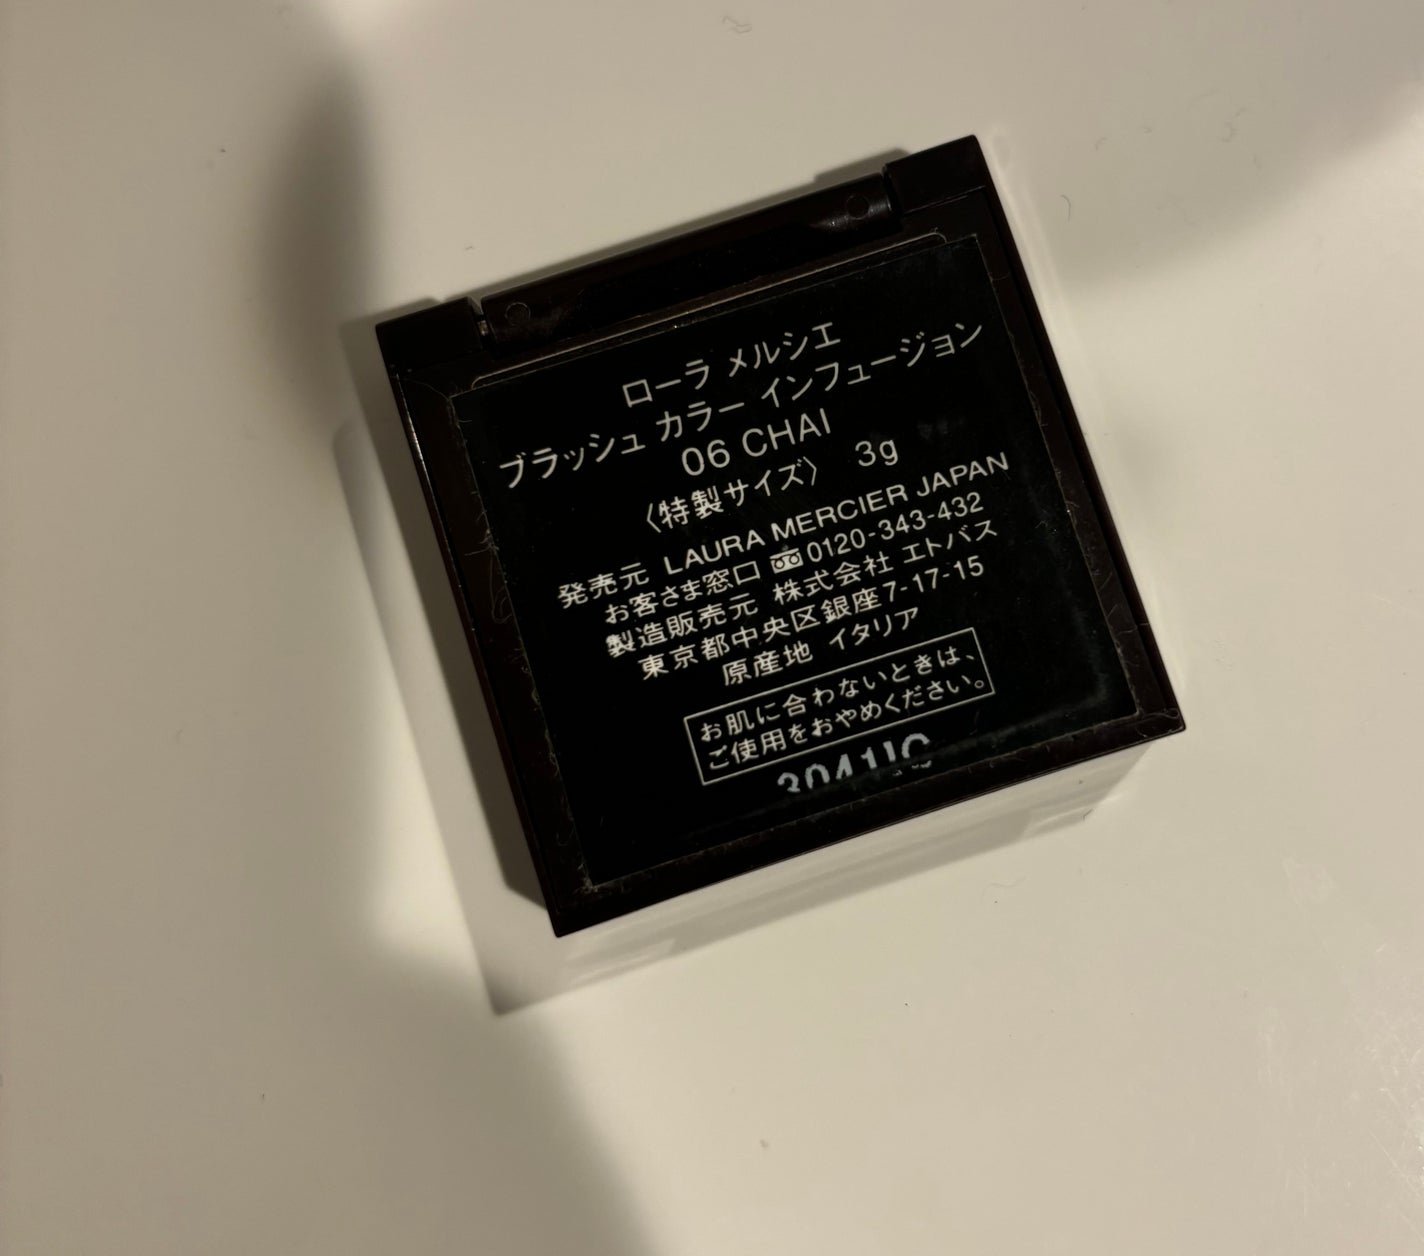 ローラ メルシエ
ブラッシュ カラー インフュージョン
06 CHAI
〈特製サイズ〉 3g
発売元 LAURA MERCIER JAPAN
お客さま窓口 0120-343-432
製造販売元 株式会社 エトバス
東京都中央区銀座7-17-15
原産地 イタリア
お肌に合わないときは、
ご使用をおやめください。